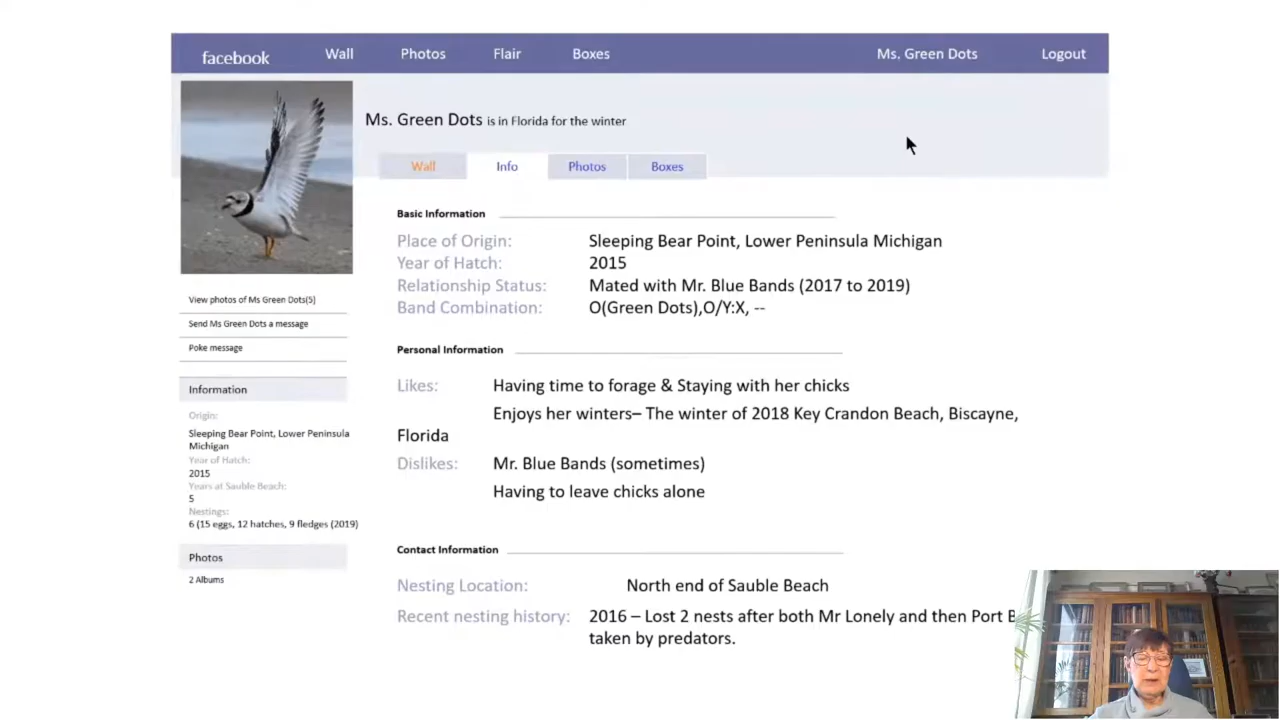 facebook Wall Photos Flair Boxes Ms. Green Dots Logout
Ms. Green Dots is in Florida for the winter
Wall Info Photos Boxes
Basic Information
Place of Origin: Sleeping Bear Point, Lower Peninsula Michigan
Year of Hatch: 2015
Relationship Status: Mated with Mr. Blue Bands (2017 to 2019)
Band Combination: O(Green Dots),O/Y:X, --
Personal Information
Likes: Having time to forage & Staying with her chicks
Enjoys her winters– The winter of 2018 Key Crandon Beach, Biscayne,
Florida
Dislikes: Mr. Blue Bands (sometimes)
Having to leave chicks alone
Contact Information
Nesting Location: North end of Sauble Beach
Recent nesting history: 2016 – Lost 2 nests after both Mr Lonely and then Port
taken by predators.
View photos of Ms Green Dots(5)
Send Ms Green Dots a message
Poke message
Information
Origin:
Sleeping Bear Point, Lower Peninsula
Michigan
Year of Hatch:
2015
Years at Sauble Beach:
5
Nestings:
6 (15 eggs, 12 hatches, 9 fledges (2019)
Photos
2 Albums